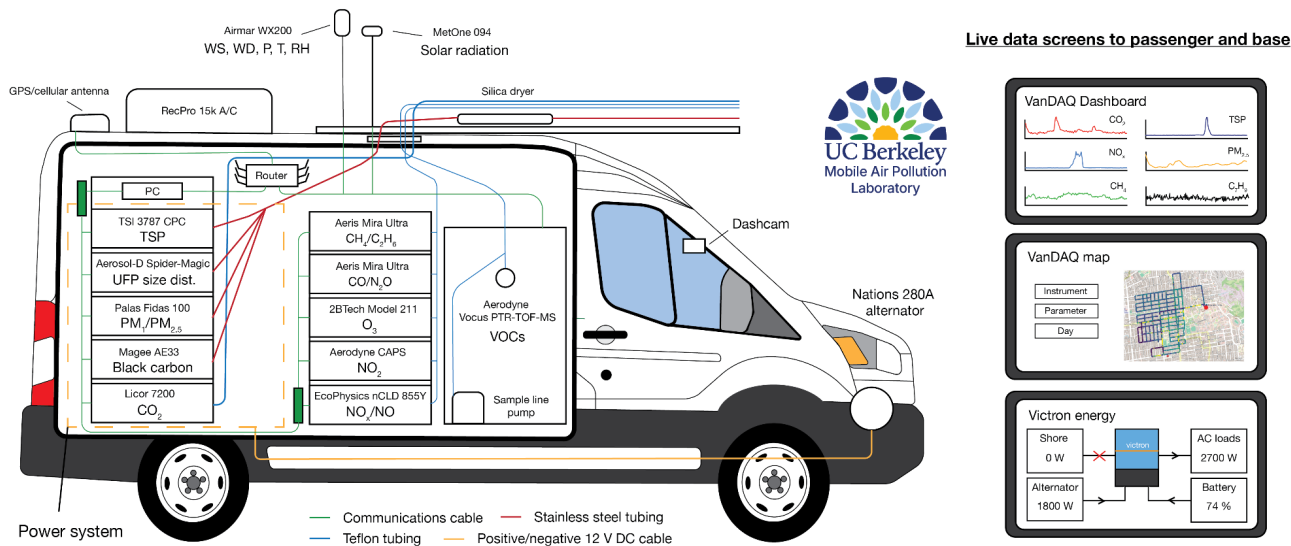 Airmar WX200
WS, WD, P, T, RH
MetOne 094
Solar radiation
GPS/cellular antenna
RecPro 15k A/C
Silica dryer
Router
PC
TSI 3787 CPC
TSP
Aerosol-D Spider-Magic
UFP size dist.
Palas Fidas 100
PM1/PM2.5
Magee AE33
Black carbon
Licor 7200
CO2
Aeris Mira Ultra
CH4/C2H6
Aeris Mira Ultra
CO/N2O
2BTech Model 211
O3
Aerodyne CAPS
NO2
EcoPhysics nCLD 855Y
NOx/NO
Aerodyne
Vocus PTR-TOF-MS
VOCs
Sample line
pump
Dashcam
Nations 280A
alternator
Power system
Communications cable
Stainless steel tubing
Teflon tubing
Positive/negative 12 V DC cable
UC Berkeley
Mobile Air Pollution
Laboratory
Live data screens to passenger and base
VanDAQ Dashboard
CO2
TSP
NOx
PM2.5
CH4
C7H8
VanDAQ map
Instrument
Parameter
Day
Victron energy
Shore
0 W
victron
AC loads
2700 W
Alternator
1800 W
Battery
74 %